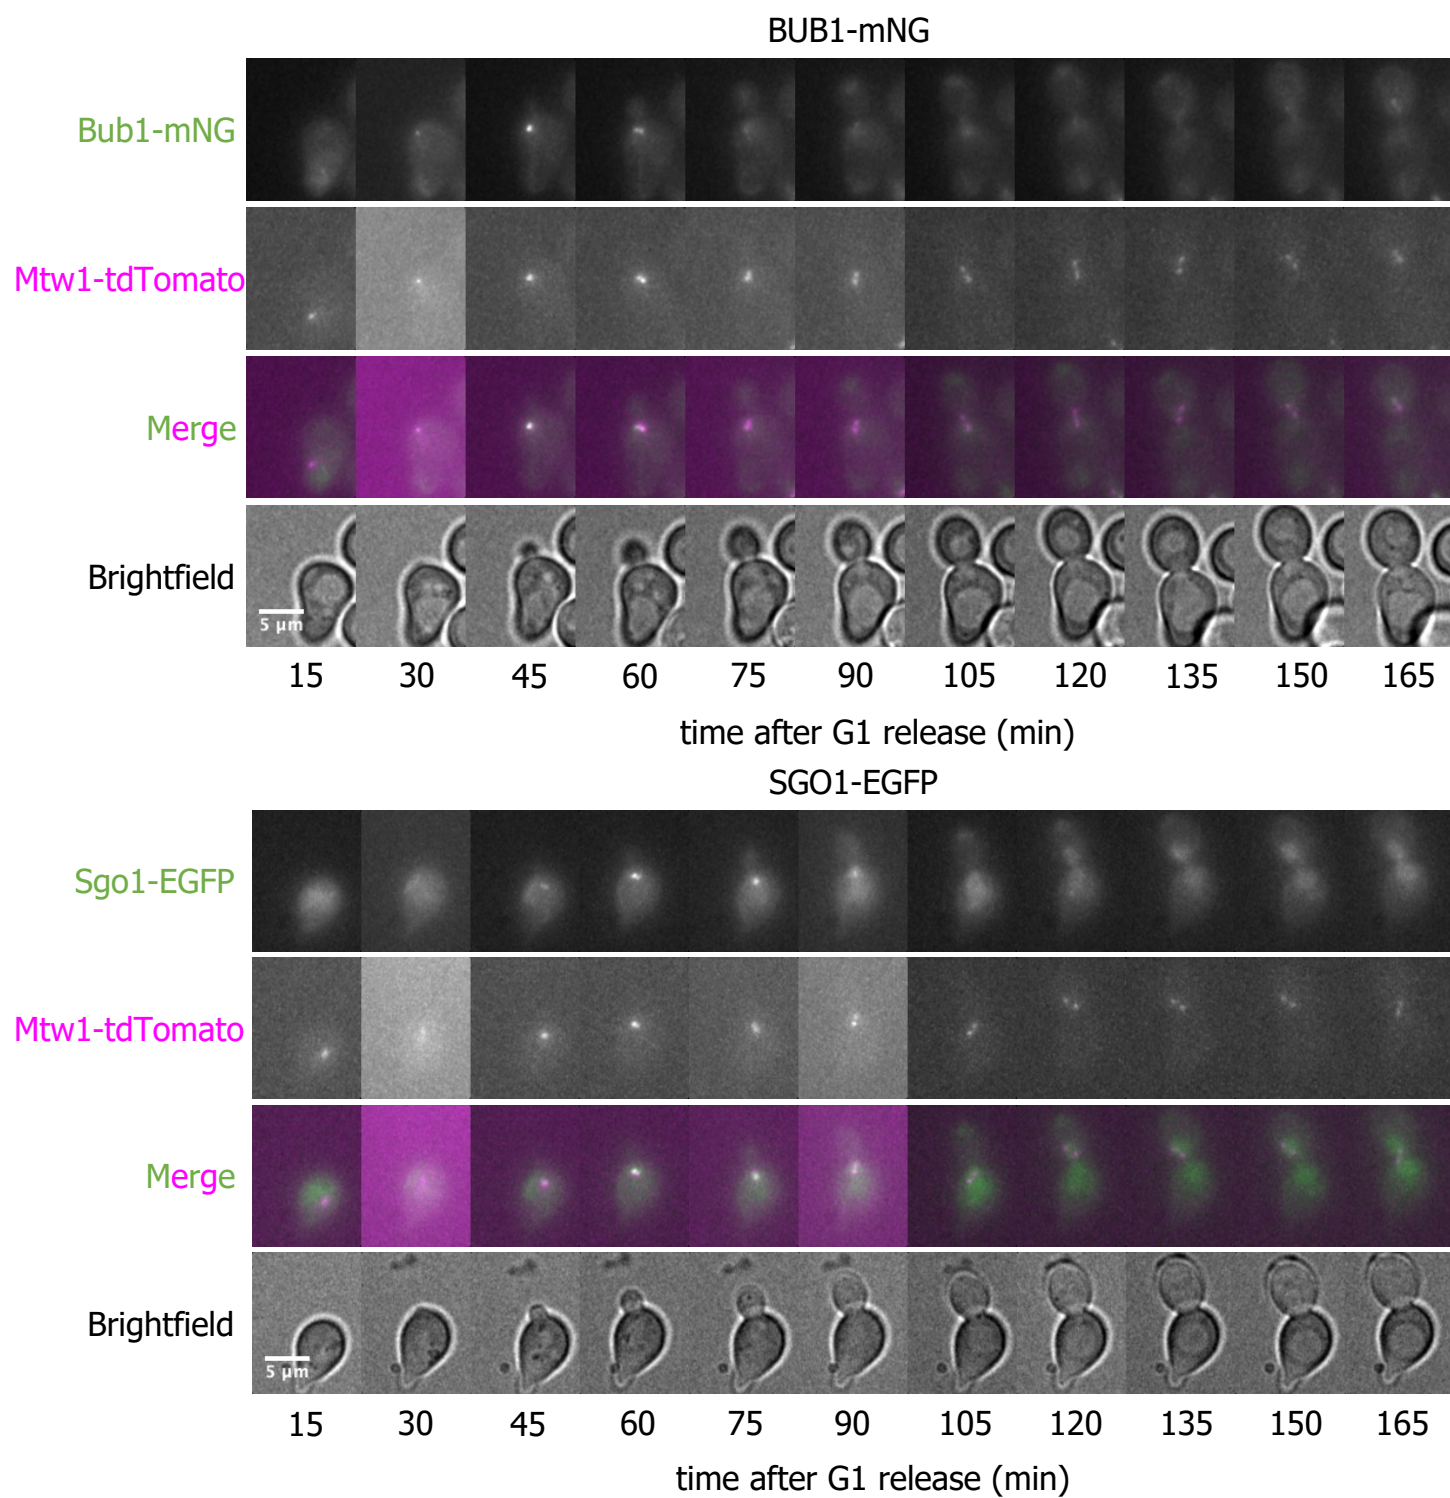 BUB1-mNG
Bub1-mNG
Mtw1-tdTomato
Merge
Brightfield
5 µm
15 30 45 60 75 90 105 120 135 150 165
time after G1 release (min)
SGO1-EGFP
Sgo1-EGFP
Mtw1-tdTomato
Merge
Brightfield
5 µm
15 30 45 60 75 90 105 120 135 150 165
time after G1 release (min)